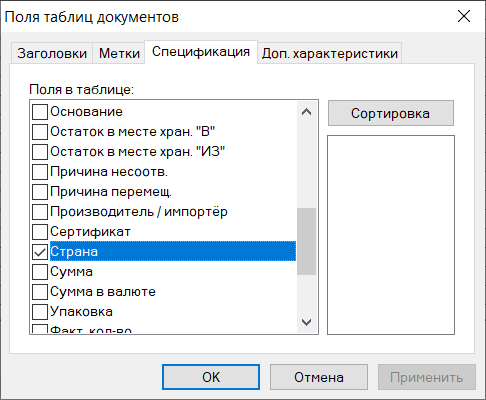 Поля таблиц документов
Заголовки Метки Спецификация Доп. характеристики
Поля в таблице:
Основание
Остаток в месте хран. "В"
Остаток в месте хран. "ИЗ"
Причина несоотв.
Причина перемещ.
Производитель / импортёр
Сертификат
Страна
Сумма
Сумма в валюте
Упаковка
Факт. кол-во
Сортировка
OK Отмена Применить